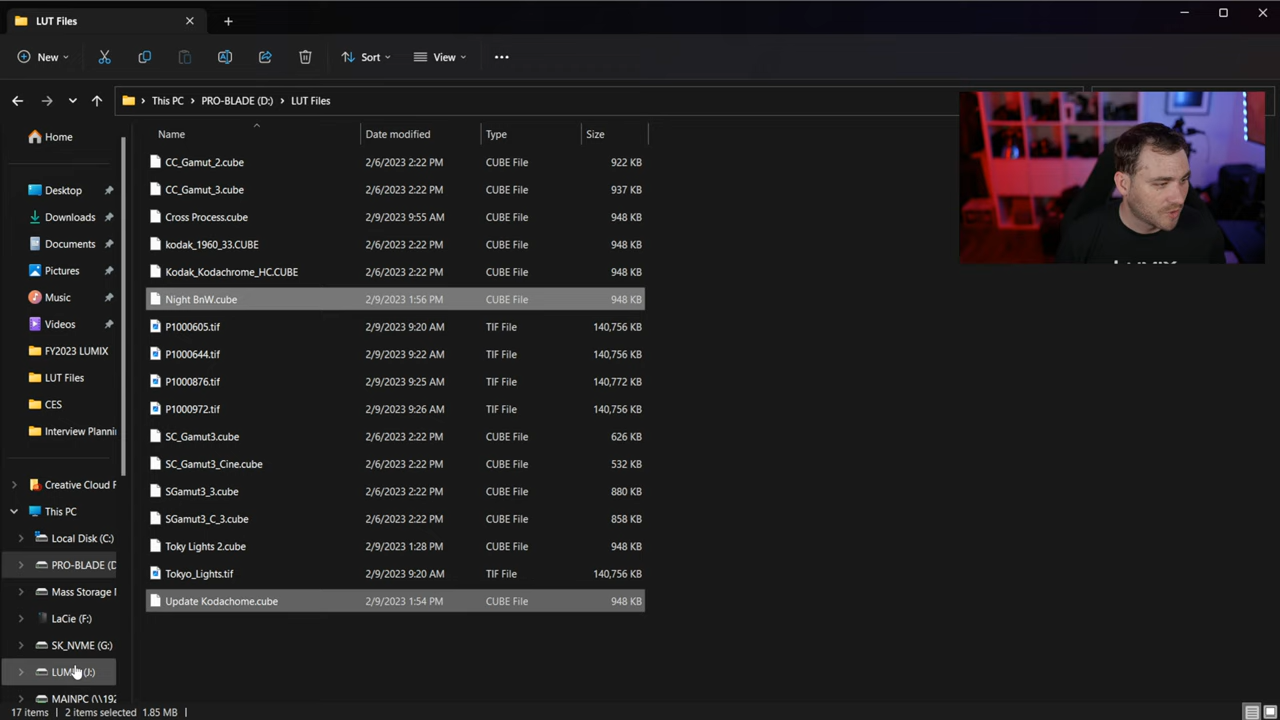 LUT Files
New
Sort
View
This PC > PRO-BLADE (D:) > LUT Files
Name Date modified Type Size
Home
Desktop
Downloads
Documents
Pictures
Music
Videos
FY2023 LUMIX
LUT Files
CES
Interview Planni
Creative Cloud F
This PC
Local Disk (C:)
PRO-BLADE (D
Mass Storage
LaCie (F:)
SK_NVME (G:)
(J:)
MAINPC (\\192
CC_Gamut_2.cube 2/6/2023 2:22 PM CUBE File 922 KB
CC_Gamut_3.cube 2/6/2023 2:22 PM CUBE File 937 KB
Cross Process.cube 2/9/2023 9:55 AM CUBE File 948 KB
kodak_1960_33.CUBE 2/6/2023 2:22 PM CUBE File 948 KB
Kodak_Kodachrome_HC.CUBE 2/6/2023 2:22 PM CUBE File 948 KB
Night BnW.cube 2/9/2023 1:56 PM CUBE File 948 KB
P1000605.tif 2/9/2023 9:20 AM TIF File 140,756 KB
P1000644.tif 2/9/2023 9:22 AM TIF File 140,756 KB
P1000876.tif 2/9/2023 9:25 AM TIF File 140,772 KB
P1000972.tif 2/9/2023 9:26 AM TIF File 140,756 KB
SC_Gamut3.cube 2/6/2023 2:22 PM CUBE File 626 KB
SC_Gamut3_Cine.cube 2/6/2023 2:22 PM CUBE File 532 KB
SGamut3_3.cube 2/6/2023 2:22 PM CUBE File 880 KB
SGamut3_C_3.cube 2/6/2023 2:22 PM CUBE File 858 KB
Toky Lights 2.cube 2/9/2023 1:28 PM CUBE File 948 KB
Tokyo_Lights.tif 2/9/2023 9:20 AM TIF File 140,756 KB
Update Kodachome.cube 2/9/2023 1:54 PM CUBE File 948 KB
17 items 2 items selected 1.85 MB